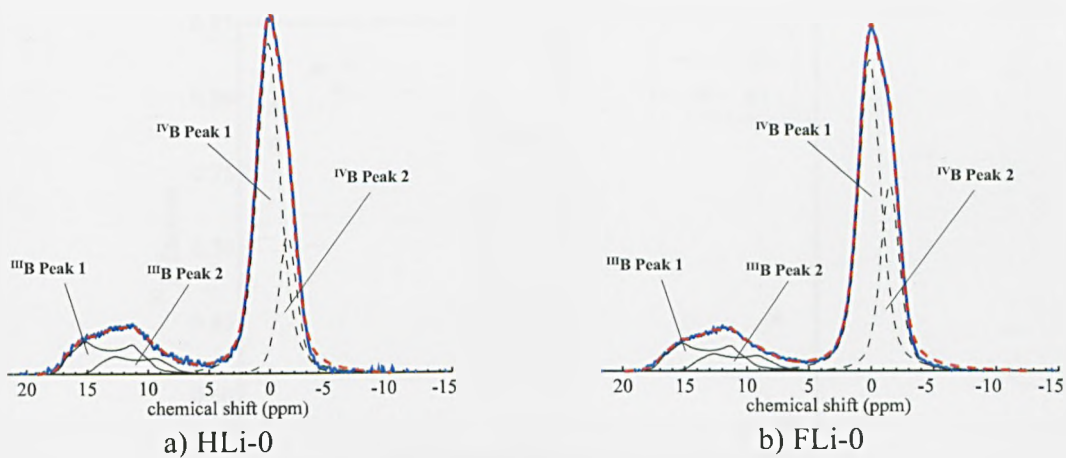 IVB Peak 1
IVB Peak 2
IIIB Peak 1
IIIB Peak 2
20 15 10 5 0 -5 -10 -15
chemical shift (ppm)
a) HLi-0
IVB Peak 1
IVB Peak 2
IIIB Peak 1
IIIB Peak 2
20 15 10 5 0 -5 -10 -15
chemical shift (ppm)
b) FLi-0